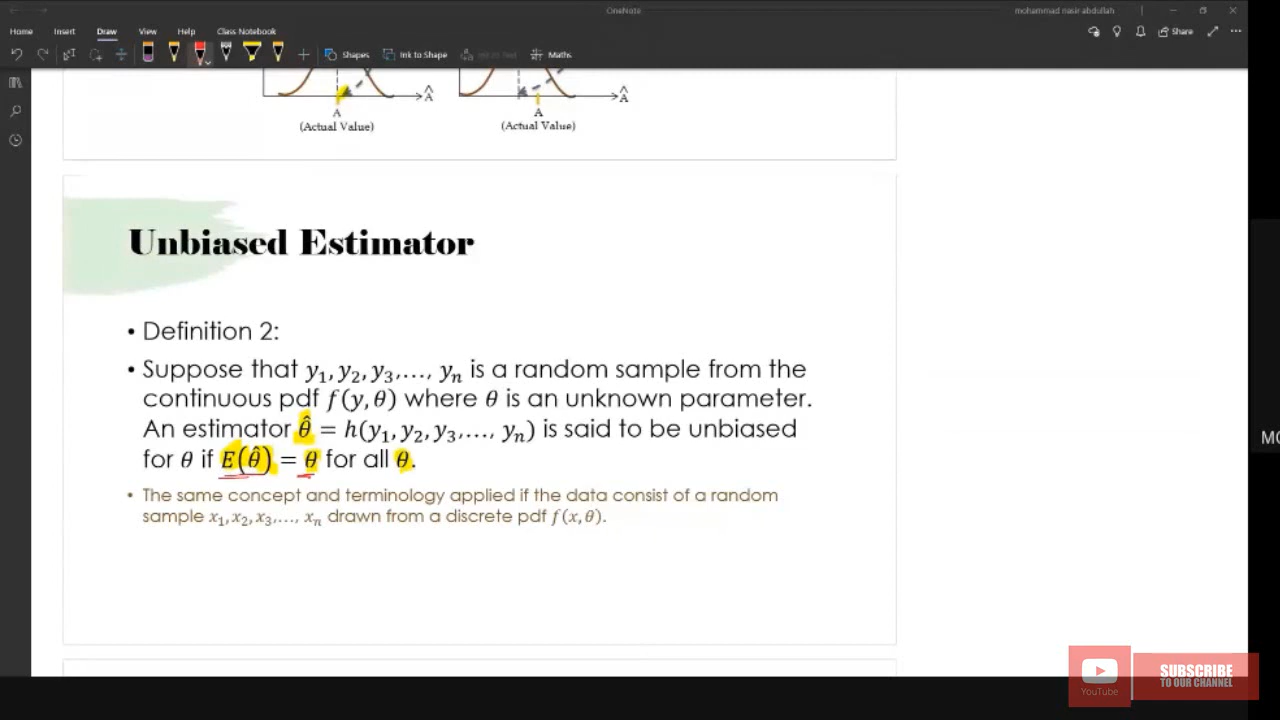 OneNote
mohammad nasir abdullah
Home Insert Draw View Help Class Notebook
Share
Shapes Ink to Shape Maths
Â Â
A A
(Actual Value) (Actual Value)
Unbiased Estimator
• Definition 2:
• Suppose that y₁, y₂, y₃,…, yₙ is a random sample from the
continuous pdf f(y, θ) where θ is an unknown parameter.
An estimator θ̂ = h(y₁, y₂, y₃,…, yₙ) is said to be unbiased
for θ if E(θ̂) = θ for all θ.
• The same concept and terminology applied if the data consist of a random
sample x₁, x₂, x₃,…, xₙ drawn from a discrete pdf f(x, θ).
YouTube
SUBSCRIBE
TO OUR CHANNEL